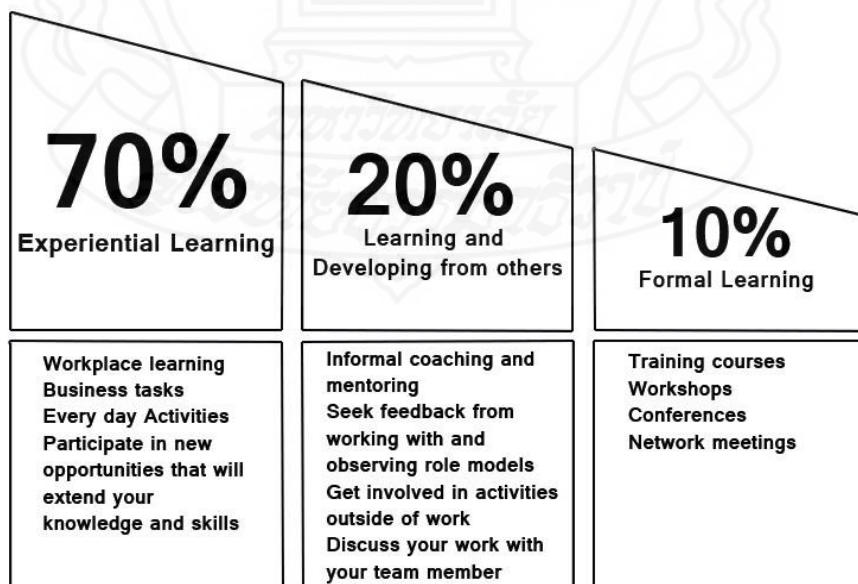 70%
Experiential Learning
20%
Learning and
Developing from others
10%
Formal Learning
Workplace learning
Business tasks
Every day Activities
Participate in new
opportunities that will
extend your
knowledge and skills
Informal coaching and
mentoring
Seek feedback from
working with and
observing role models
Get involved in activities
outside of work
Discuss your work with
your team member
Training courses
Workshops
Conferences
Network meetings